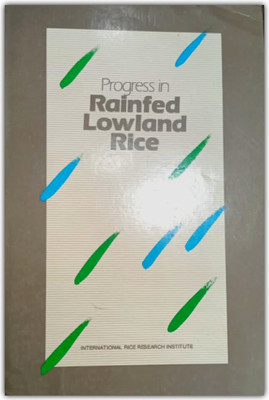 Progress in
Rainfed
Lowland
Rice
INTERNATIONAL RICE RESEARCH INSTITUTE